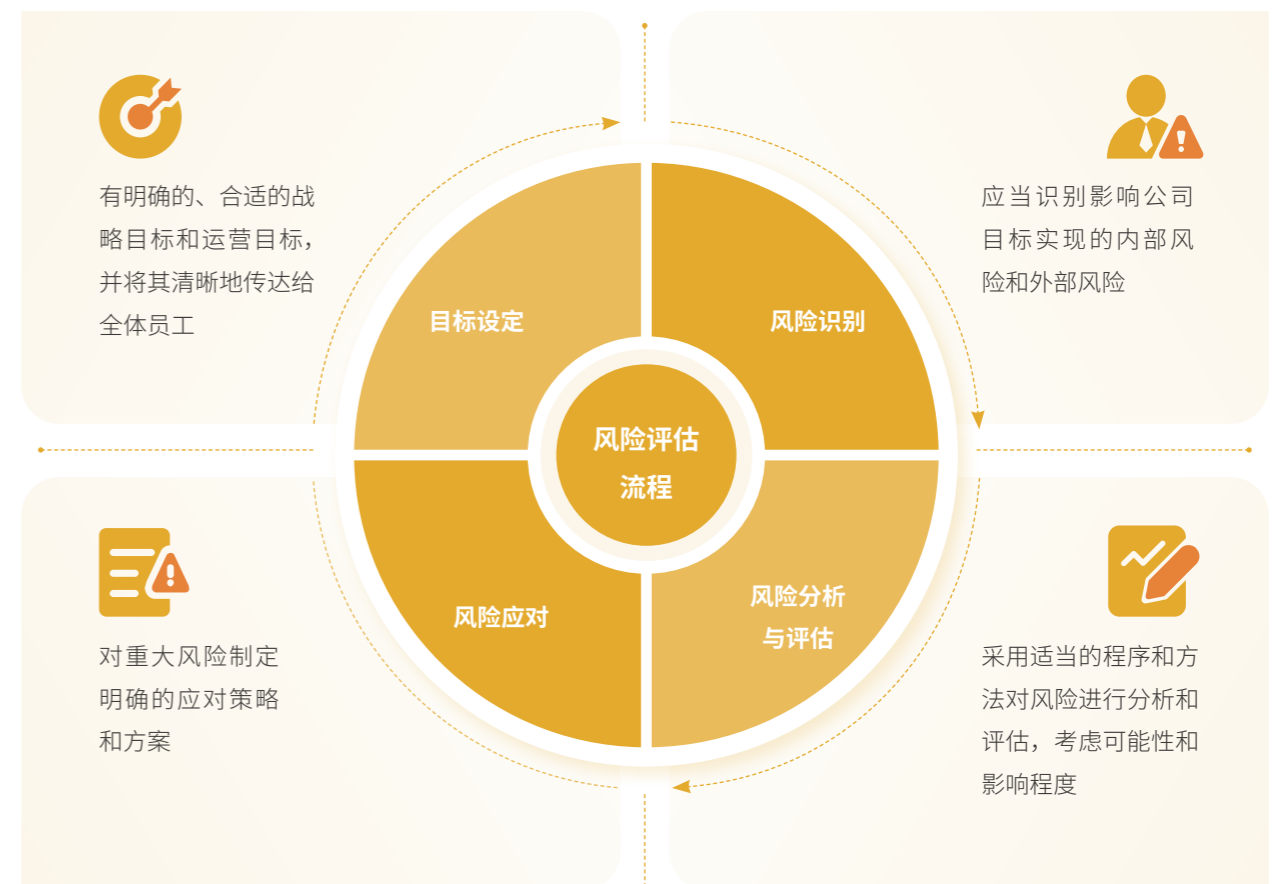 有明确的、合适的战
略目标和运营目标，
并将其清晰地传达给
全体员工
应当识别影响公司
目标实现的内部风
险和外部风险
目标设定
风险识别
风险评估
流程
风险应对
风险分析
与评估
对重大风险制定
明确的应对策略
和方案
采用适当的程序和方
法对风险进行分析和
评估，考虑可能性和
影响程度